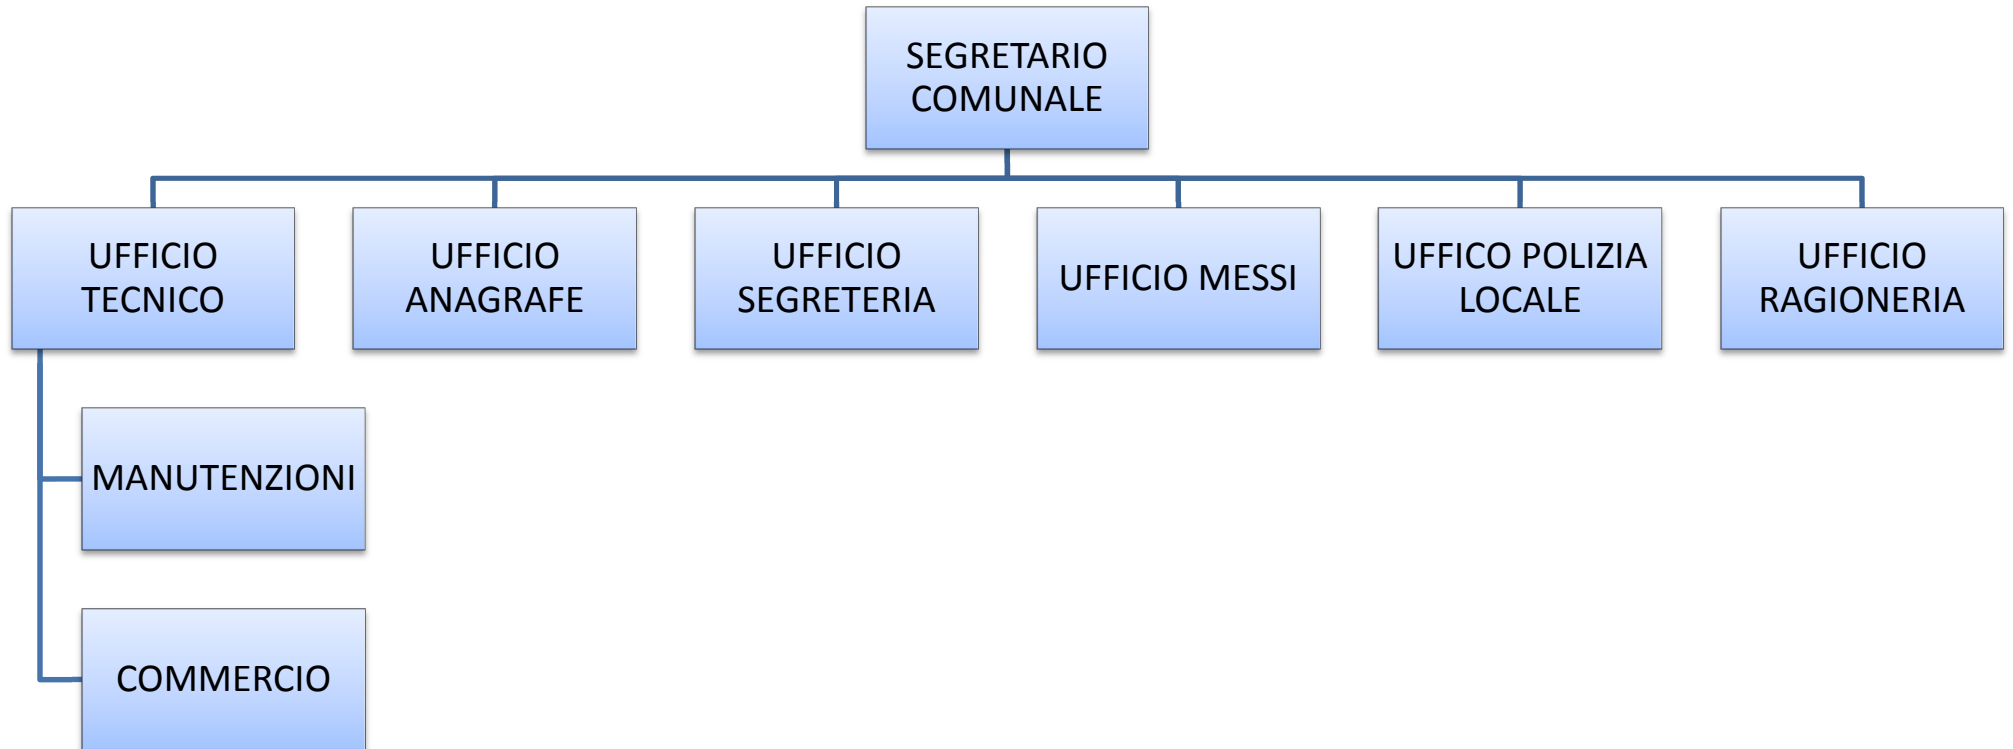 SEGRETARIO
COMUNALE
UFFICIO
TECNICO
UFFICIO
ANAGRAFE
UFFICIO
SEGRETERIA
UFFICIO MESSI
UFFICO POLIZIA
LOCALE
UFFICIO
RAGIONERIA
MANUTENZIONI
COMMERCIO